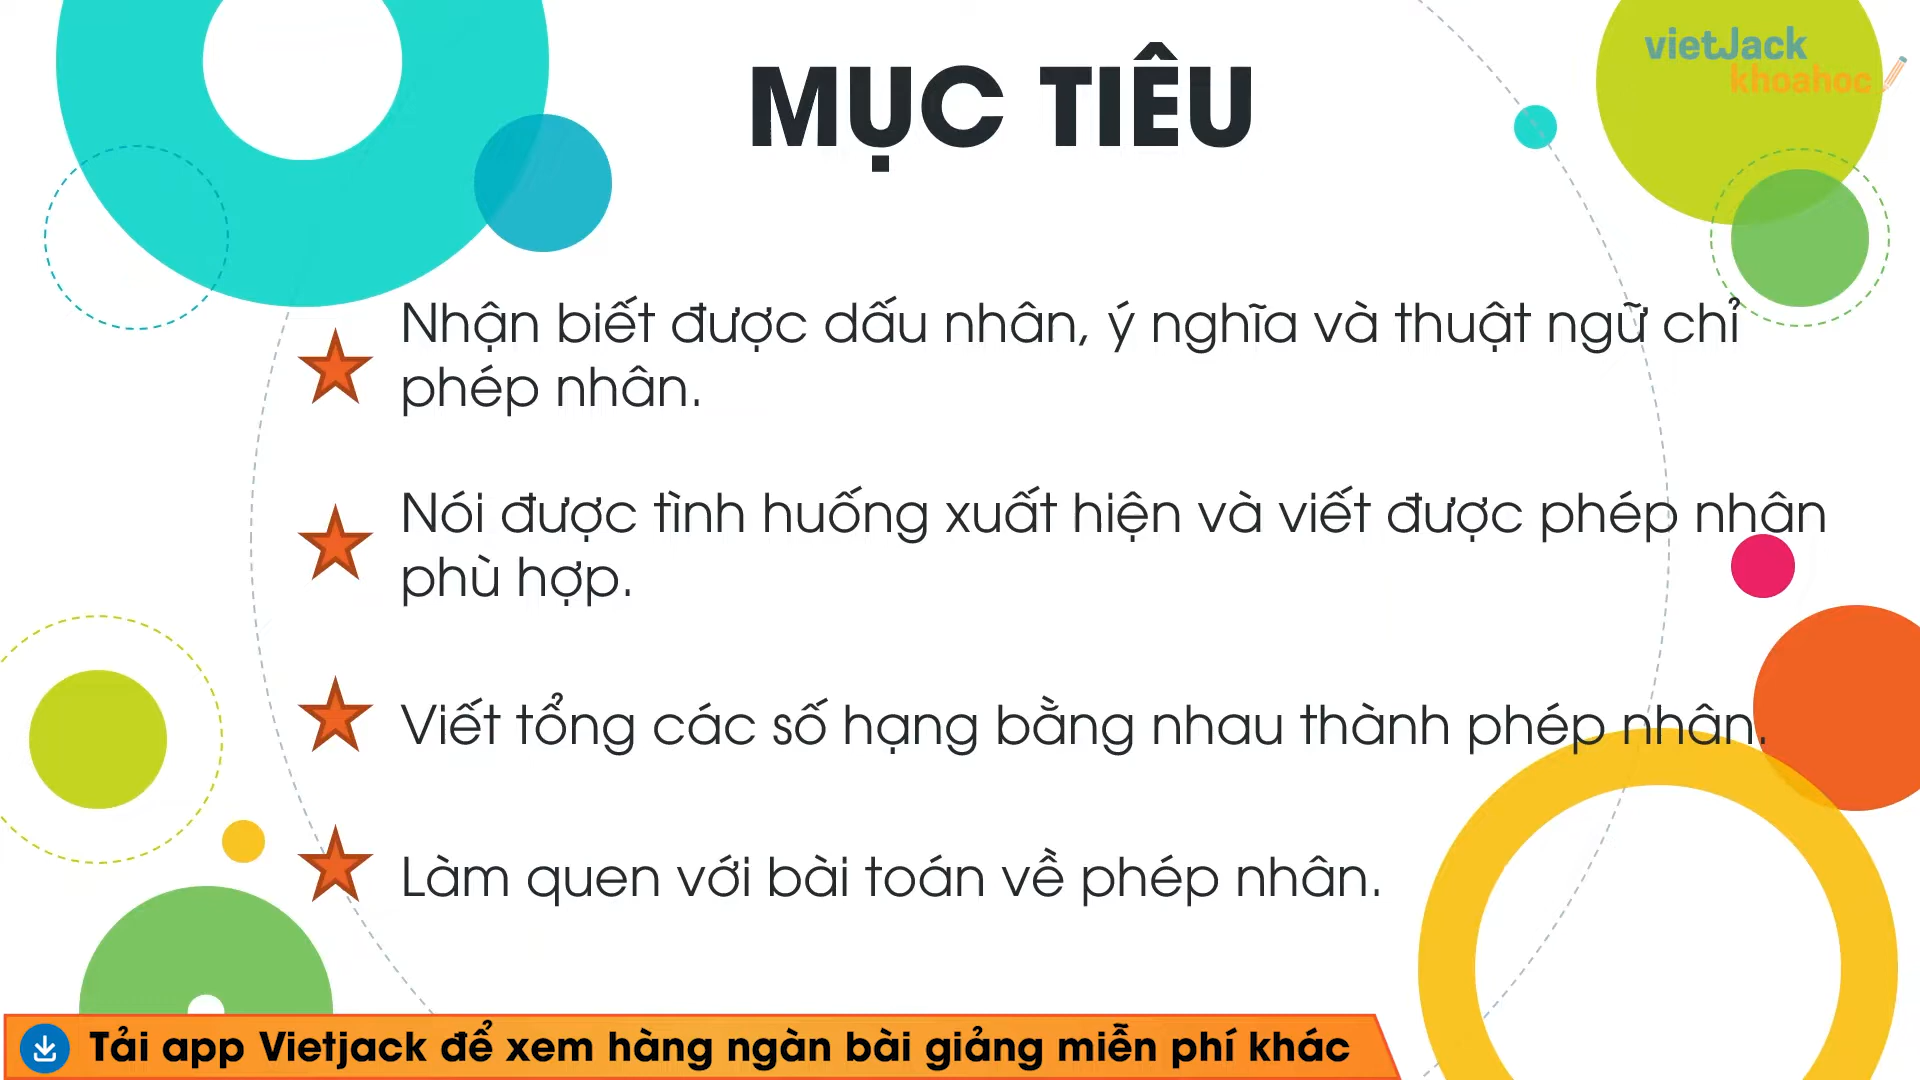 vietJack
khoahoc
MỤC TIÊU
Nhận biết được dấu nhân, ý nghĩa và thuật ngữ chỉ
phép nhân.
Nói được tình huống xuất hiện và viết được phép nhân
phù hợp.
Viết tổng các số hạng bằng nhau thành phép nhân.
Làm quen với bài toán về phép nhân.
Tải app Vietjack để xem hàng ngàn bài giảng miễn phí khác